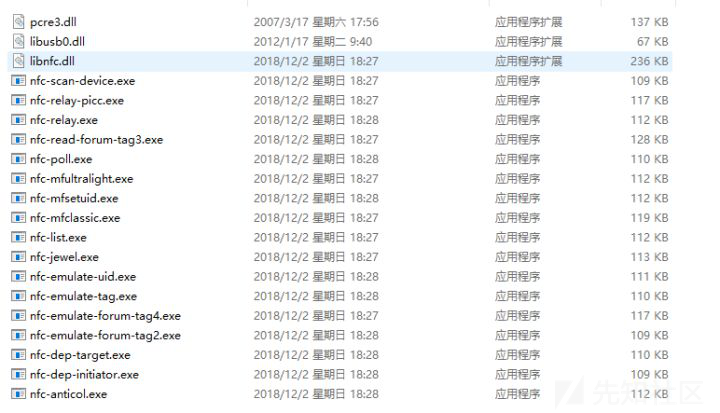 pcre3.dll 2007/3/17 星期六 17:56 应用程序扩展 137 KB
libusb0.dll 2012/1/17 星期二 9:40 应用程序扩展 67 KB
libnfc.dll 2018/12/2 星期日 18:27 应用程序扩展 236 KB
nfc-scan-device.exe 2018/12/2 星期日 18:27 应用程序 109 KB
nfc-relay-picc.exe 2018/12/2 星期日 18:27 应用程序 117 KB
nfc-relay.exe 2018/12/2 星期日 18:28 应用程序 112 KB
nfc-read-forum-tag3.exe 2018/12/2 星期日 18:27 应用程序 128 KB
nfc-poll.exe 2018/12/2 星期日 18:28 应用程序 110 KB
nfc-mfultralight.exe 2018/12/2 星期日 18:27 应用程序 112 KB
nfc-mfsetuid.exe 2018/12/2 星期日 18:28 应用程序 112 KB
nfc-mfclassic.exe 2018/12/2 星期日 18:27 应用程序 119 KB
nfc-list.exe 2018/12/2 星期日 18:27 应用程序 112 KB
nfc-jewel.exe 2018/12/2 星期日 18:27 应用程序 113 KB
nfc-emulate-uid.exe 2018/12/2 星期日 18:28 应用程序 111 KB
nfc-emulate-tag.exe 2018/12/2 星期日 18:28 应用程序 110 KB
nfc-emulate-forum-tag4.exe 2018/12/2 星期日 18:27 应用程序 117 KB
nfc-emulate-forum-tag2.exe 2018/12/2 星期日 18:28 应用程序 109 KB
nfc-dep-target.exe 2018/12/2 星期日 18:28 应用程序 110 KB
nfc-dep-initiator.exe 2018/12/2 星期日 18:28 应用程序 109 KB
nfc-anticol.exe 2018/12/2 星期日 18:28 应用程序 112 KB
先知社区